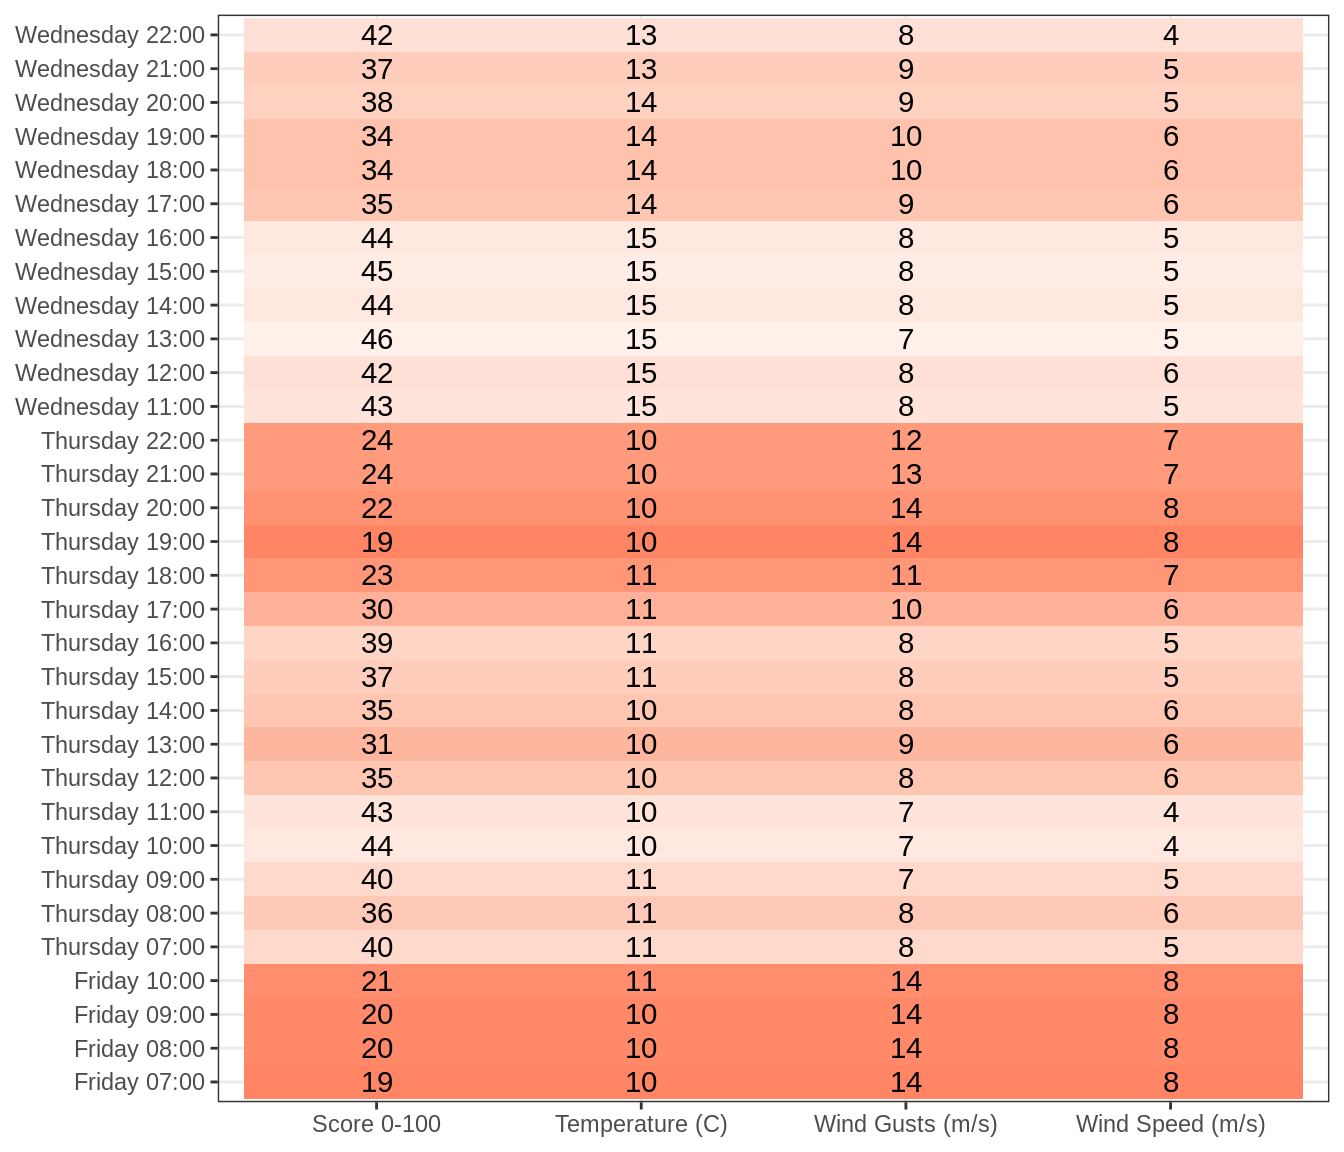 Wednesday 22:00 42 13 8 4
Wednesday 21:00 37 13 9 5
Wednesday 20:00 38 14 9 5
Wednesday 19:00 34 14 10 6
Wednesday 18:00 34 14 10 6
Wednesday 17:00 35 14 9 6
Wednesday 16:00 44 15 8 5
Wednesday 15:00 45 15 8 5
Wednesday 14:00 44 15 8 5
Wednesday 13:00 46 15 7 5
Wednesday 12:00 42 15 8 6
Wednesday 11:00 43 15 8 5
Thursday 22:00 24 10 12 7
Thursday 21:00 24 10 13 7
Thursday 20:00 22 10 14 8
Thursday 19:00 19 10 14 8
Thursday 18:00 23 11 11 7
Thursday 17:00 30 11 10 6
Thursday 16:00 39 11 8 5
Thursday 15:00 37 11 8 5
Thursday 14:00 35 10 8 6
Thursday 13:00 31 10 9 6
Thursday 12:00 35 10 8 6
Thursday 11:00 43 10 7 4
Thursday 10:00 44 10 7 4
Thursday 09:00 40 11 7 5
Thursday 08:00 36 11 8 6
Thursday 07:00 40 11 8 5
Friday 10:00 21 11 14 8
Friday 09:00 20 10 14 8
Friday 08:00 20 10 14 8
Friday 07:00 19 10 14 8
Score 0-100 Temperature (C) Wind Gusts (m/s) Wind Speed (m/s)